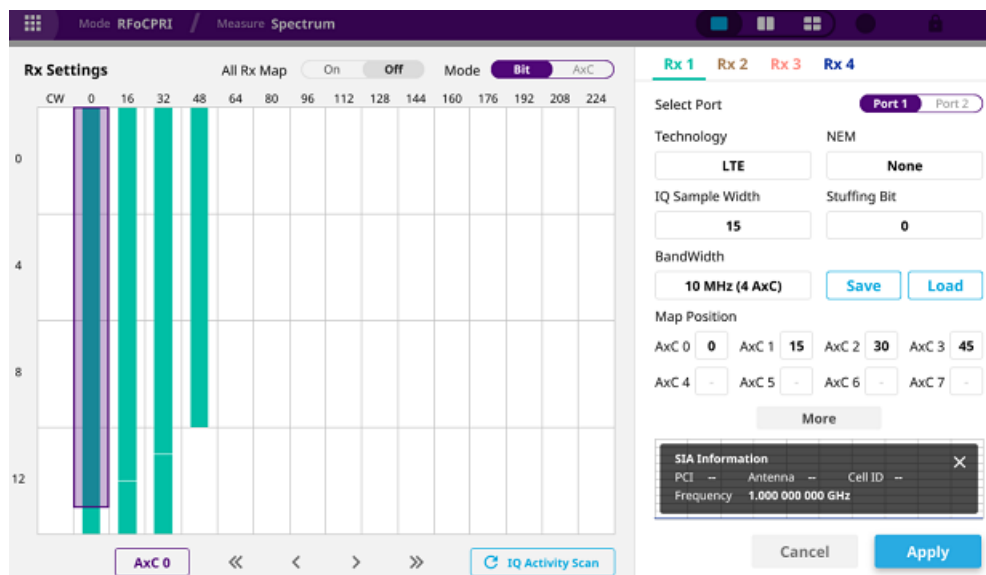 Mode RFoCPRI / Measure Spectrum
Rx Settings All Rx Map On Off Mode Bit AxC
CW 0 16 32 48 64 80 96 112 128 144 160 176 192 208 224
0
4
8
12
AxC 0 « < > » IQ Activity Scan
Rx 1 Rx 2 Rx 3 Rx 4
Select Port Port 1 Port 2
Technology NEM
LTE None
IQ Sample Width Stuffing Bit
15 0
BandWidth
10 MHz (4 AxC) Save Load
Map Position
AxC 0 0 AxC 1 15 AxC 2 30 AxC 3 45
AxC 4 - AxC 5 - AxC 6 - AxC 7 -
More
SIA Information
PCI -- Antenna -- Cell ID --
Frequency 1.000 000 000 GHz
Cancel Apply